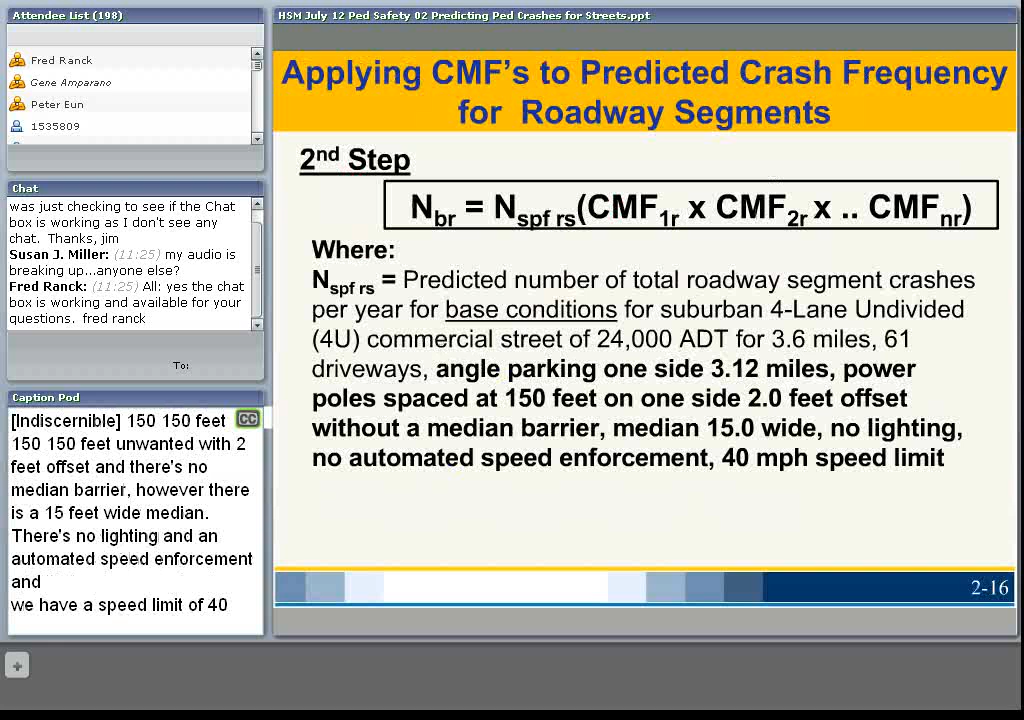 Attendee List (198)
Fred Ranck
Gene Amparano
Peter Eun
1535809
Chat
was just checking to see if the Chat
box is working as I don't see any
chat. Thanks, jim
Susan J. Miller: (11:25) my audio is
breaking up...anyone else?
Fred Ranck: (11:25) All: yes the chat
box is working and available for your
questions. fred ranck
To:
Caption Pod
[Indiscernible] 150 150 feet
CC
150 150 feet unwanted with 2
feet offset and there's no
median barrier, however there
is a 15 feet wide median.
There's no lighting and an
automated speed enforcement
and
we have a speed limit of 40
HSM July 12 Ped Safety 02 Predicting Ped Crashes for Streets.ppt
Applying CMF's to Predicted Crash Frequency
for Roadway Segments
2nd Step
Nbr = Nspf rs(CMF1r x CMF2r x .. CMFnr)
Where:
Nspf rs = Predicted number of total roadway segment crashes
per year for base conditions for suburban 4-Lane Undivided
(4U) commercial street of 24,000 ADT for 3.6 miles, 61
driveways, angle parking one side 3.12 miles, power
poles spaced at 150 feet on one side 2.0 feet offset
without a median barrier, median 15.0 wide, no lighting,
no automated speed enforcement, 40 mph speed limit
2-16